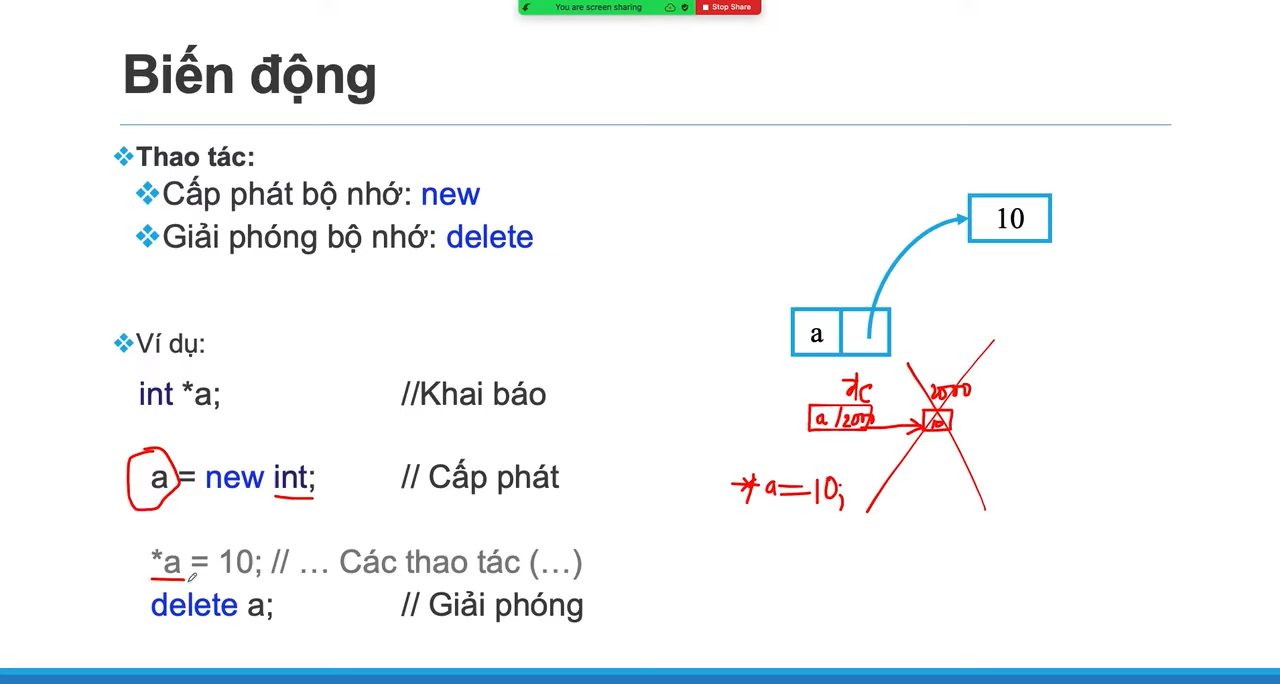 You are screen sharing
Stop Share
Biến động
Thao tác:
Cấp phát bộ nhớ: new
Giải phóng bộ nhớ: delete
10
Ví dụ:
a
int *a; //Khai báo
a
10
a = new int; // Cấp phát
*a=10;
*a = 10; // … Các thao tác (…)
delete a; // Giải phóng